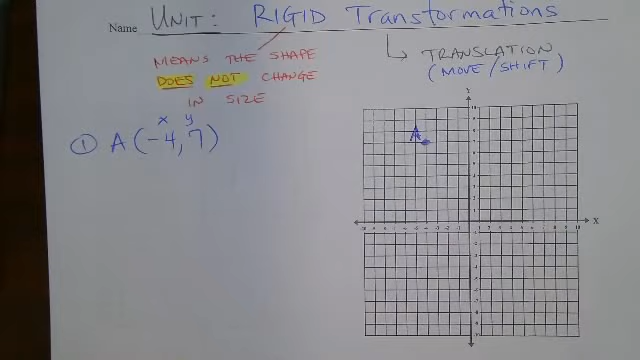 Name UNIT: RIGID Transformations
MEANS THE SHAPE
DOES NOT CHANGE
IN SIZE
TRANSLATION
(MOVE/SHIFT)
x y
① A(-4, 7)
Y
A
X